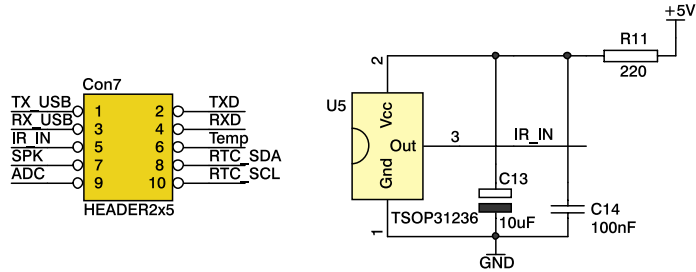 Con7
TX_USB 1 2 TXD
RX_USB 3 4 RXD
IR_IN 5 6 Temp
SPK 7 8 RTC_SDA
ADC 9 10 RTC_SCL
HEADER2x5
+5V
R11
220
2
U5
Vcc
Out
Gnd
3
IR_IN
1
TSOP31236
C13
10uF
C14
100nF
GND